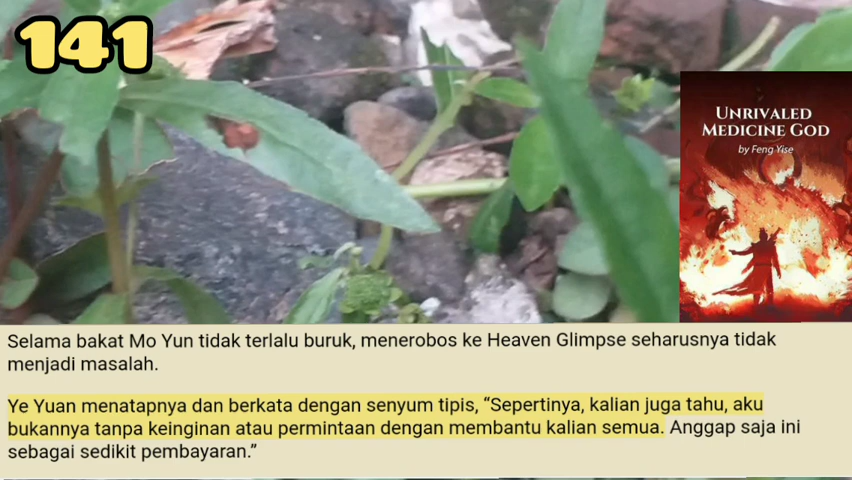 141
UNRIVALED
MEDICINE GOD
by Feng Yise
Selama bakat Mo Yun tidak terlalu buruk, menerobos ke Heaven Glimpse seharusnya tidak
menjadi masalah.
Ye Yuan menatapnya dan berkata dengan senyum tipis, “Sepertinya, kalian juga tahu, aku
bukannya tanpa keinginan atau permintaan dengan membantu kalian semua. Anggap saja ini
sebagai sedikit pembayaran.”